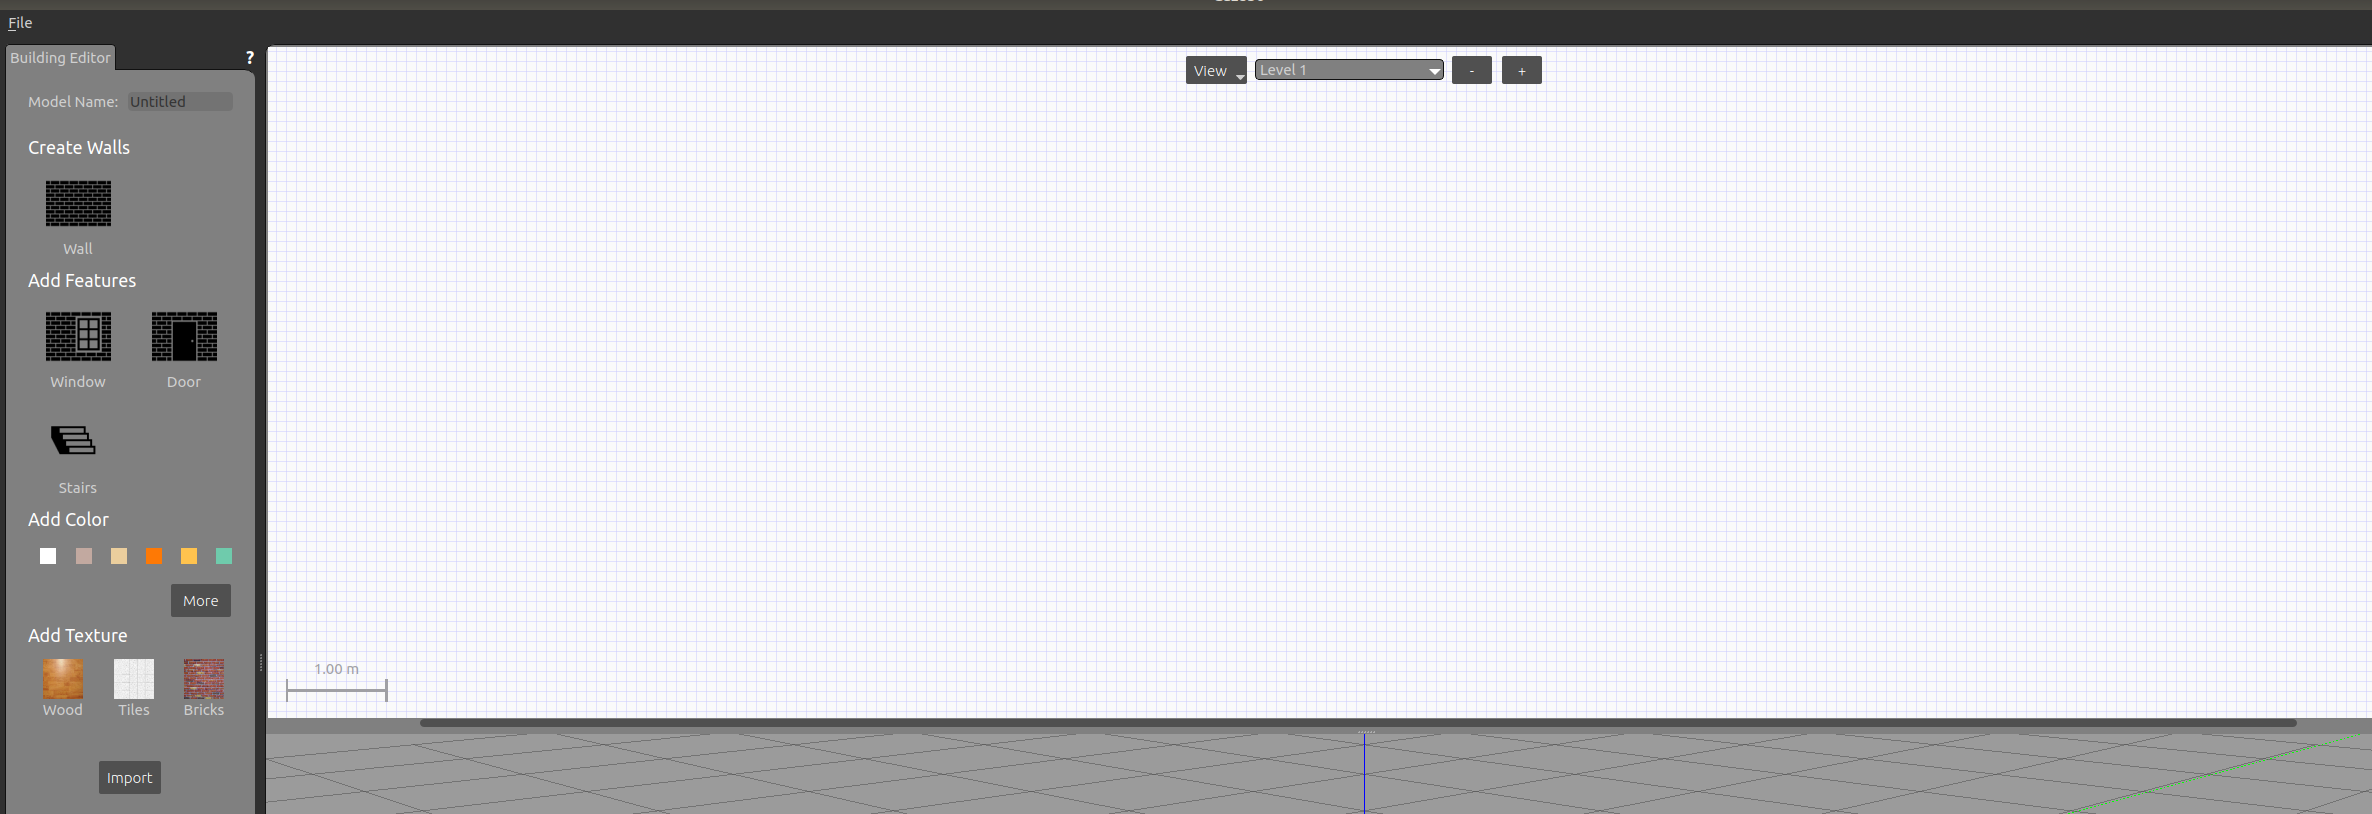 File
Building Editor
?
Model Name: Untitled
Create Walls
Wall
Add Features
Window Door
Stairs
Add Color
More
Add Texture
Wood Tiles Bricks
Import
View Level 1 - +
1.00 m